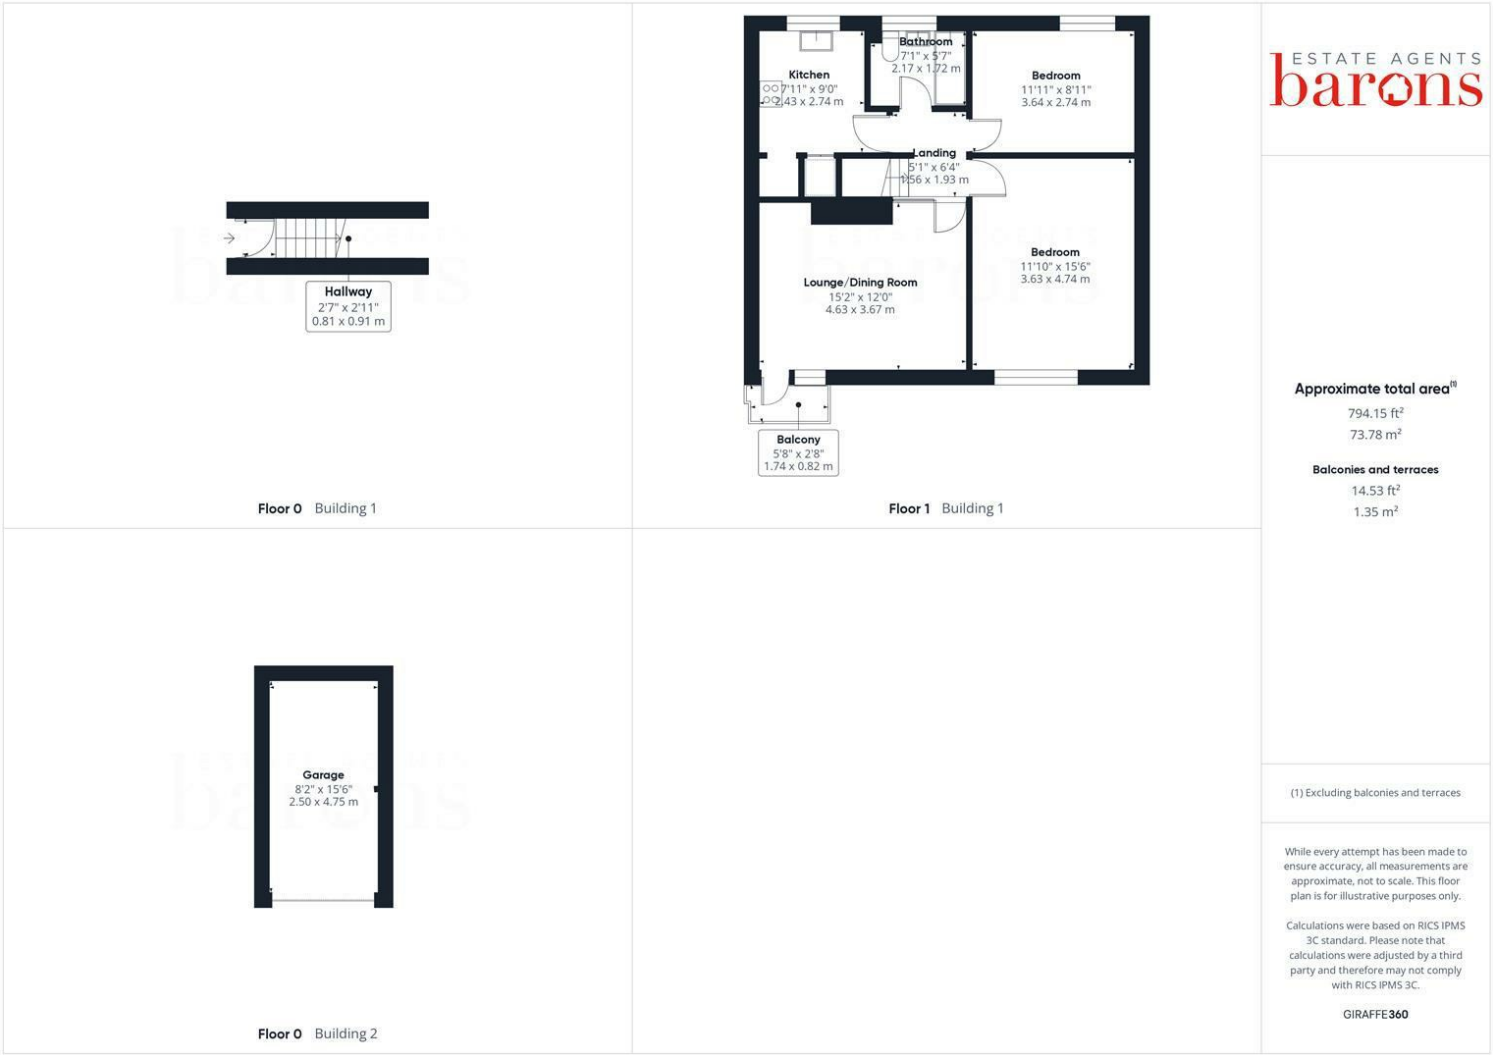 Hallway
2'7" x 2'11"
0.81 x 0.91 m
Floor 0 Building 1
Kitchen
7'11" x 9'0"
2.43 x 2.74 m
Bathroom
7'1" x 5'7"
2.17 x 1.72 m
Bedroom
11'11" x 8'11"
3.64 x 2.74 m
Landing
5'1" x 6'4"
1.56 x 1.93 m
Bedroom
11'10" x 15'6"
3.63 x 4.74 m
Lounge/Dining Room
15'2" x 12'0"
4.63 x 3.67 m
Balcony
5'8" x 2'8"
1.74 x 0.82 m
Floor 1 Building 1
Garage
8'2" x 15'6"
2.50 x 4.75 m
Floor 0 Building 2
ESTATE AGENTS
barons
Approximate total area(1)
794.15 ft²
73.78 m²
Balconies and terraces
14.53 ft²
1.35 m²
(1) Excluding balconies and terraces
While every attempt has been made to
ensure accuracy, all measurements are
approximate, not to scale. This floor
plan is for illustrative purposes only.
Calculations were based on RICS IPMS
3C standard. Please note that
calculations were adjusted by a third
party and therefore may not comply
with RICS IPMS 3C.
GIRAFFE360